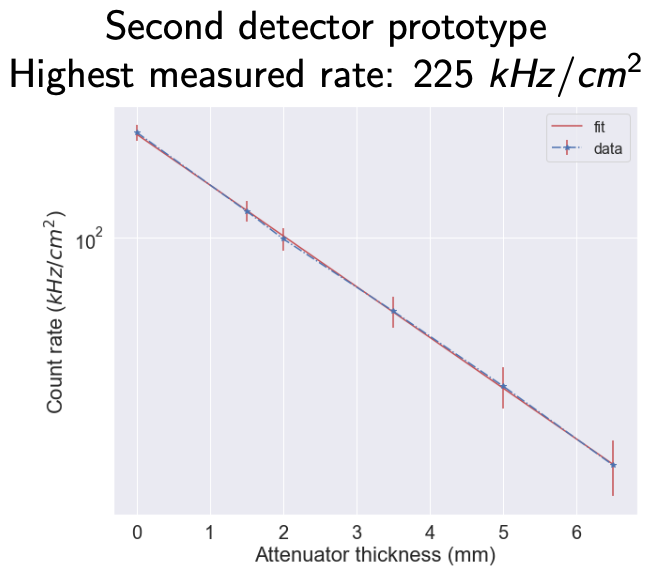 Second detector prototype
Highest measured rate: 225 kHz/cm²
fit
data
Count rate (kHz/cm²)
10²
0 1 2 3 4 5 6
Attenuator thickness (mm)